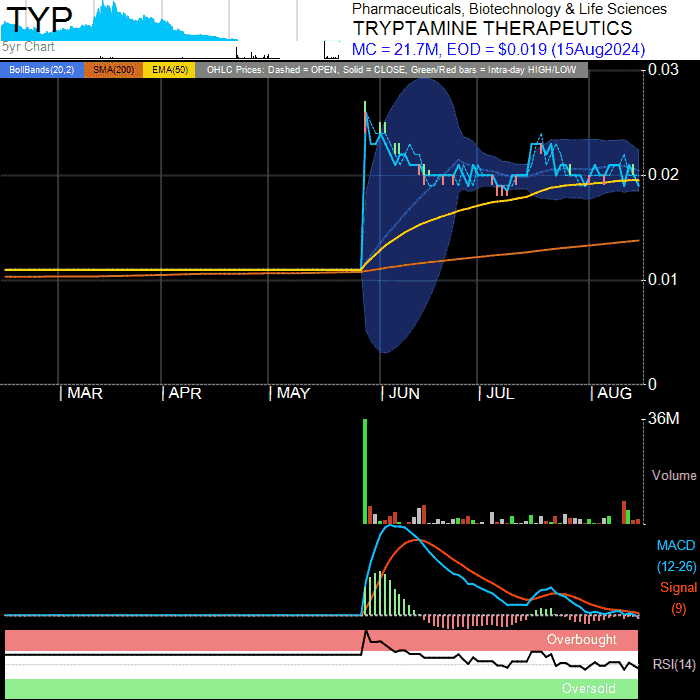 TYP
5yr Chart
Pharmaceuticals, Biotechnology & Life Sciences
TRYPTAMINE THERAPEUTICS
MC = 21.7M, EOD = $0.019 (15Aug2024)
BollBands(20,2) SMA(200) EMA(50) OHLC Prices: Dashed = OPEN, Solid = CLOSE, Green/Red bars = Intra-day HIGH/LOW
0.03
0.02
0.01
0
| MAR | APR | MAY | JUN | JUL | AUG
36M
Volume
MACD
(12-26)
Signal
(9)
Overbought
RSI(14)
Oversold